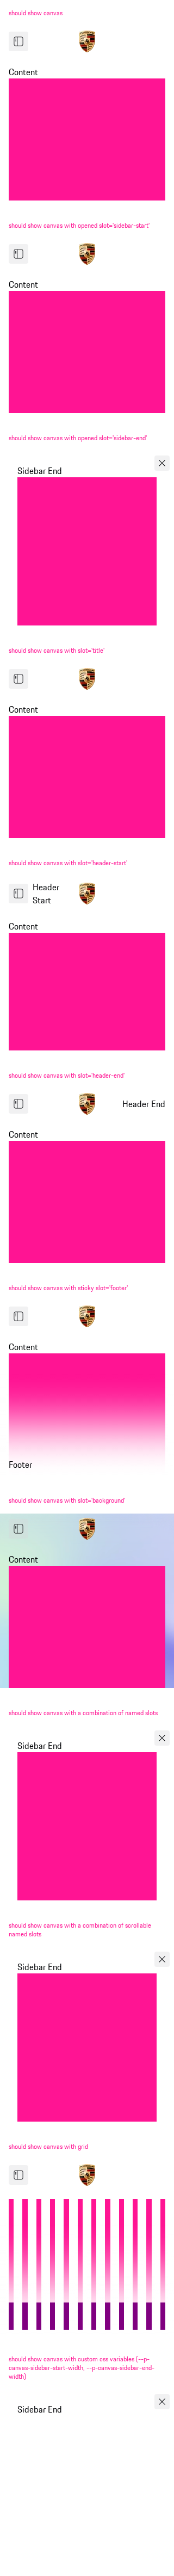 should show canvas
Content
should show canvas with opened slot='sidebar-start'
Content
should show canvas with opened slot='sidebar-end'
Sidebar End
should show canvas with slot='title'
Content
should show canvas with slot='header-start'
Header
Start
Content
should show canvas with slot='header-end'
Header End
Content
should show canvas with sticky slot='footer'
Content
Footer
should show canvas with slot='background'
Content
should show canvas with a combination of named slots
Sidebar End
should show canvas with a combination of scrollable
named slots
Sidebar End
should show canvas with grid
should show canvas with custom css variables (--p-
canvas-sidebar-start-width, --p-canvas-sidebar-end-
width)
Sidebar End